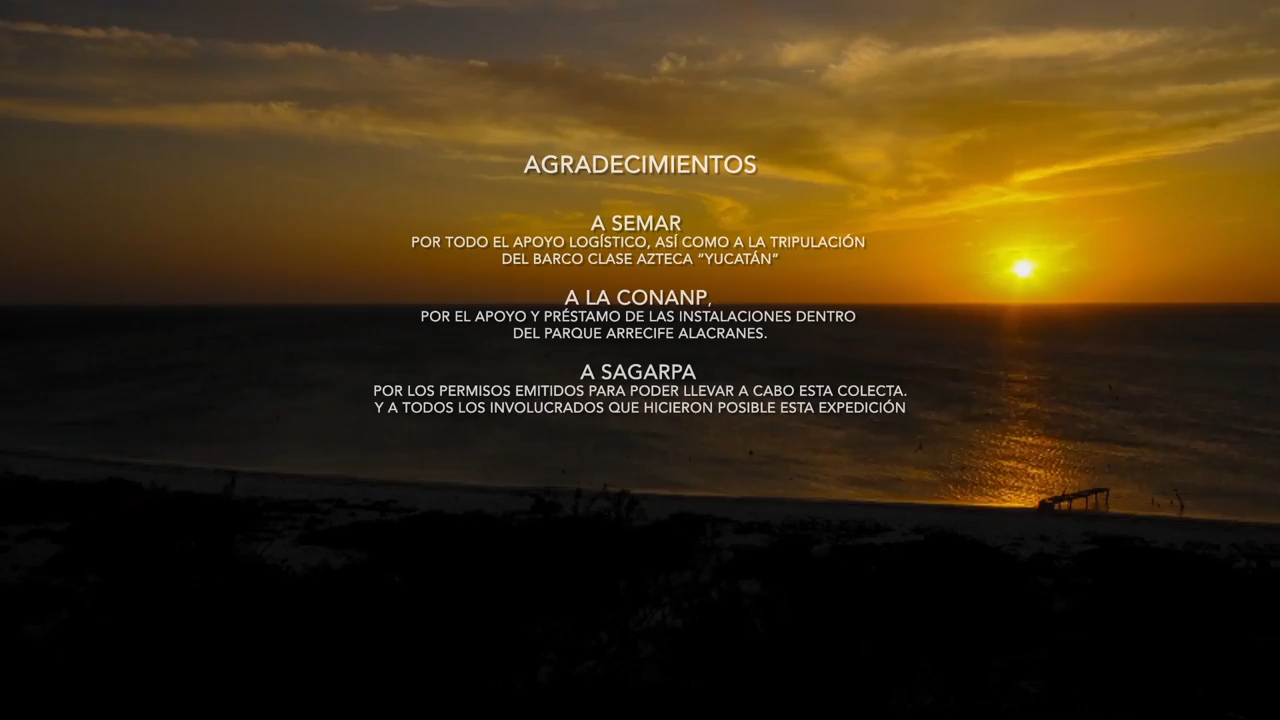 AGRADECIMIENTOS
A SEMAR
POR TODO EL APOYO LOGÍSTICO, ASÍ COMO A LA TRIPULACIÓN
DEL BARCO CLASE AZTECA “YUCATÁN”
A LA CONANP,
POR EL APOYO Y PRÉSTAMO DE LAS INSTALACIONES DENTRO
DEL PARQUE ARRECIFE ALACRANES.
A SAGARPA
POR LOS PERMISOS EMITIDOS PARA PODER LLEVAR A CABO ESTA COLECTA.
Y A TODOS LOS INVOLUCRADOS QUE HICIERON POSIBLE ESTA EXPEDICIÓN